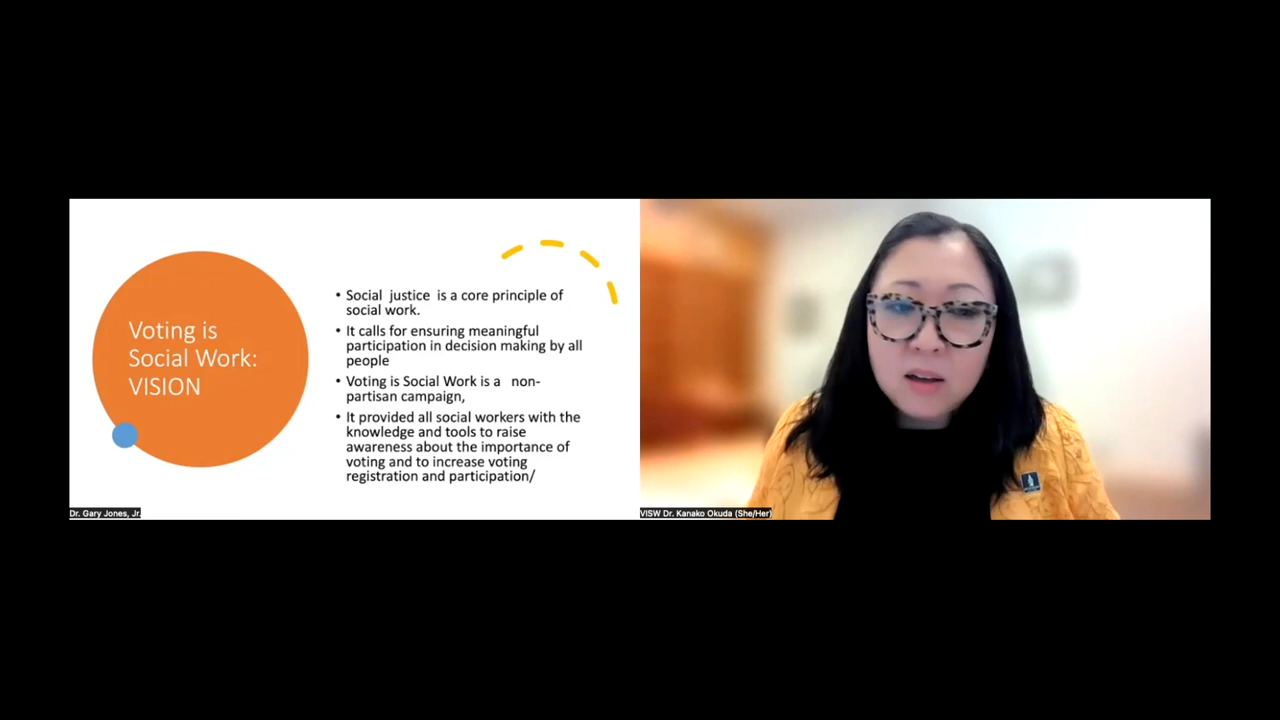 Voting is
Social Work:
VISION
• Social justice is a core principle of
social work.
• It calls for ensuring meaningful
participation in decision making by all
people
• Voting is Social Work is a non-
partisan campaign,
• It provided all social workers with the
knowledge and tools to raise
awareness about the importance of
voting and to increase voting
registration and participation/
Dr. Gary Jones, Jr.
VISW Dr. Kanako Okuda (She/Her)